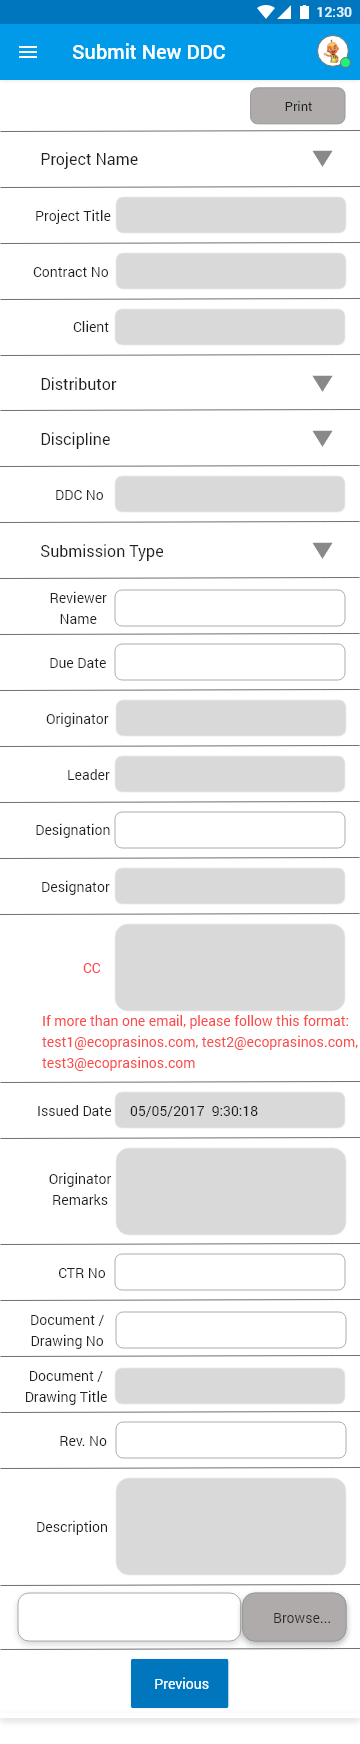 12:30
Submit New DDC
Print
Project Name
Project Title
Contract No
Client
Distributor
Discipline
DDC No
Submission Type
Reviewer
Name
Due Date
Originator
Leader
Designation
Designator
CC
If more than one email, please follow this format:
test1@ecoprasinos.com, test2@ecoprasinos.com,
test3@ecoprasinos.com
Issued Date 05/05/2017 9:30:18
Originator
Remarks
CTR No
Document /
Drawing No
Document /
Drawing Title
Rev. No
Description
Browse...
Previous